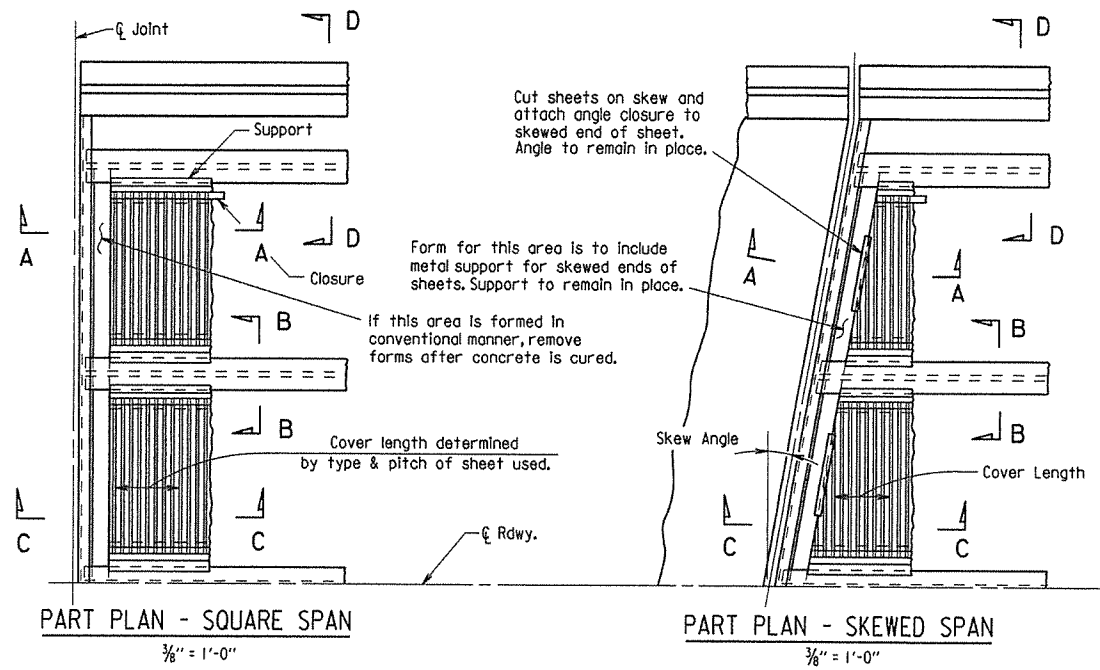 ℄ Joint
D
Support
A
A
D
Closure
B
If this area is formed in
conventional manner, remove
forms after concrete is cured.
B
Cover length determined
by type & pitch of sheet used.
C
C
℄ Rdwy.
PART PLAN - SQUARE SPAN
3/8" = 1'-0"
D
Cut sheets on skew and
attach angle closure to
skewed end of sheet.
Angle to remain in place.
D
Form for this area is to include
metal support for skewed ends of
sheets. Support to remain in place.
A
A
B
B
Skew Angle
Cover Length
C
C
PART PLAN - SKEWED SPAN
3/8" = 1'-0"